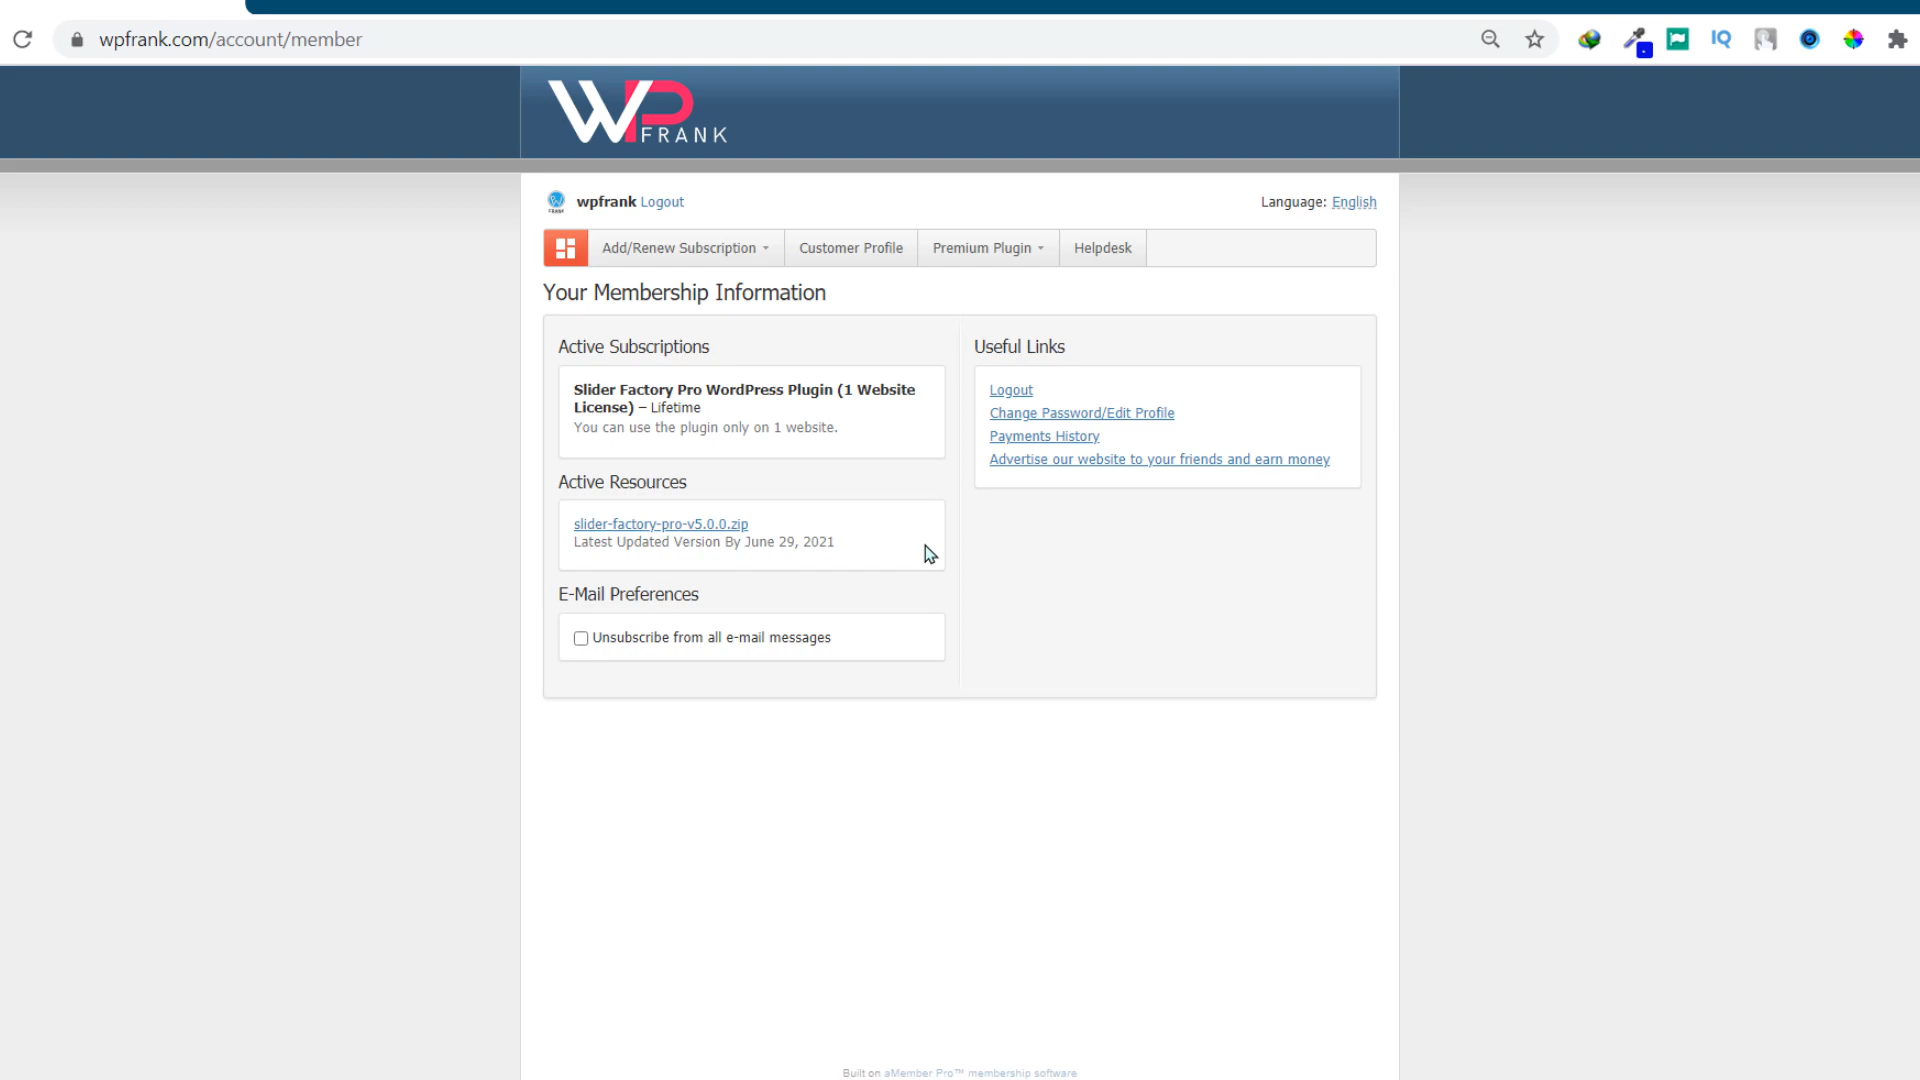 wpfrank.com/account/member
IQ
WP
FRANK
wpfrank Logout
Language: English
Add/Renew Subscription
Customer Profile
Premium Plugin
Helpdesk
Your Membership Information
Active Subscriptions
Slider Factory Pro WordPress Plugin (1 Website
License) – Lifetime
You can use the plugin only on 1 website.
Active Resources
slider-factory-pro-v5.0.0.zip
Latest Updated Version By June 29, 2021
E-Mail Preferences
Unsubscribe from all e-mail messages
Useful Links
Logout
Change Password/Edit Profile
Payments History
Advertise our website to your friends and earn money
Built on aMember Pro™ membership software